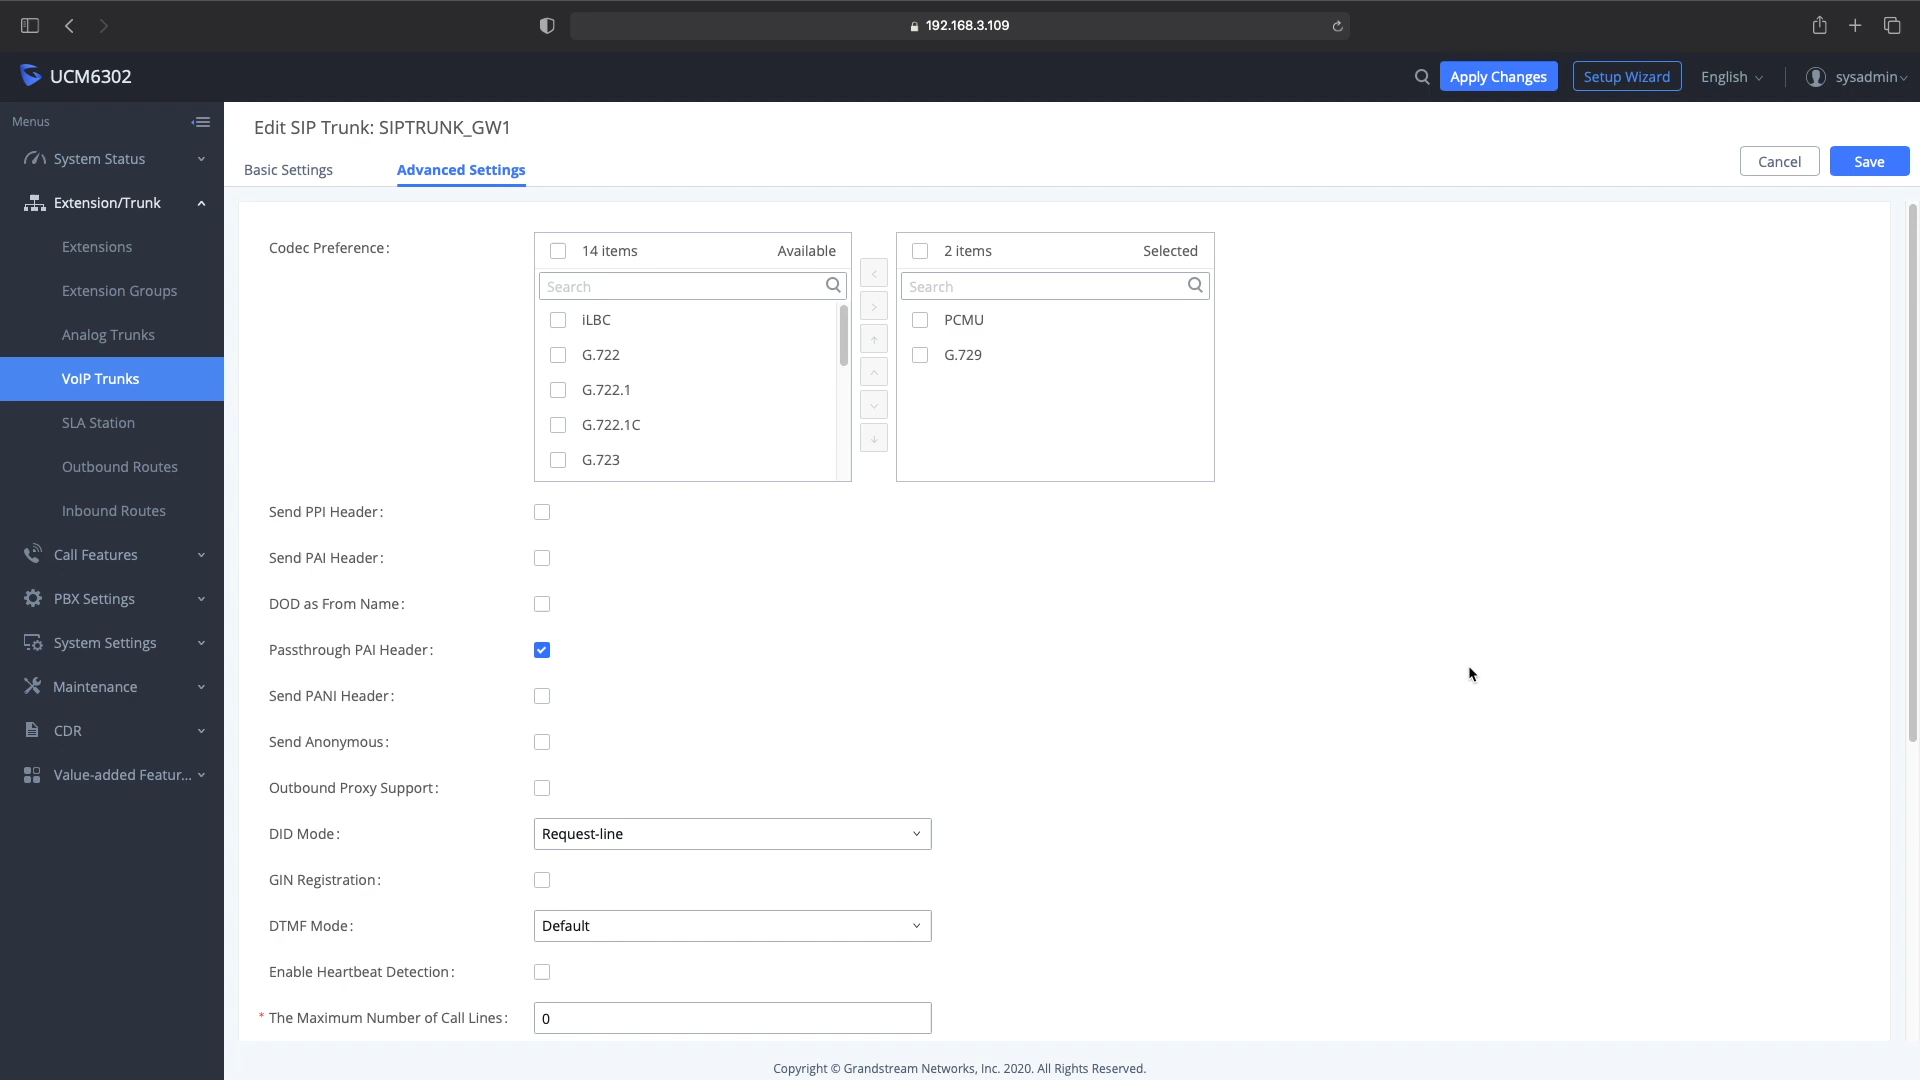 192.168.3.109
UCM6302
Apply Changes
Setup Wizard
English
sysadmin
Menus
System Status
Extension/Trunk
Extensions
Extension Groups
Analog Trunks
VoIP Trunks
SLA Station
Outbound Routes
Inbound Routes
Call Features
PBX Settings
System Settings
Maintenance
CDR
Value-added Featur...
Edit SIP Trunk: SIPTRUNK_GW1
Basic Settings
Advanced Settings
Cancel
Save
Codec Preference:
14 items Available
Search
iLBC
G.722
G.722.1
G.722.1C
G.723
2 items Selected
Search
PCMU
G.729
Send PPI Header:
Send PAI Header:
DOD as From Name:
Passthrough PAI Header:
Send PANI Header:
Send Anonymous:
Outbound Proxy Support:
DID Mode: Request-line
GIN Registration:
DTMF Mode: Default
Enable Heartbeat Detection:
* The Maximum Number of Call Lines: 0
Copyright © Grandstream Networks, Inc. 2020. All Rights Reserved.